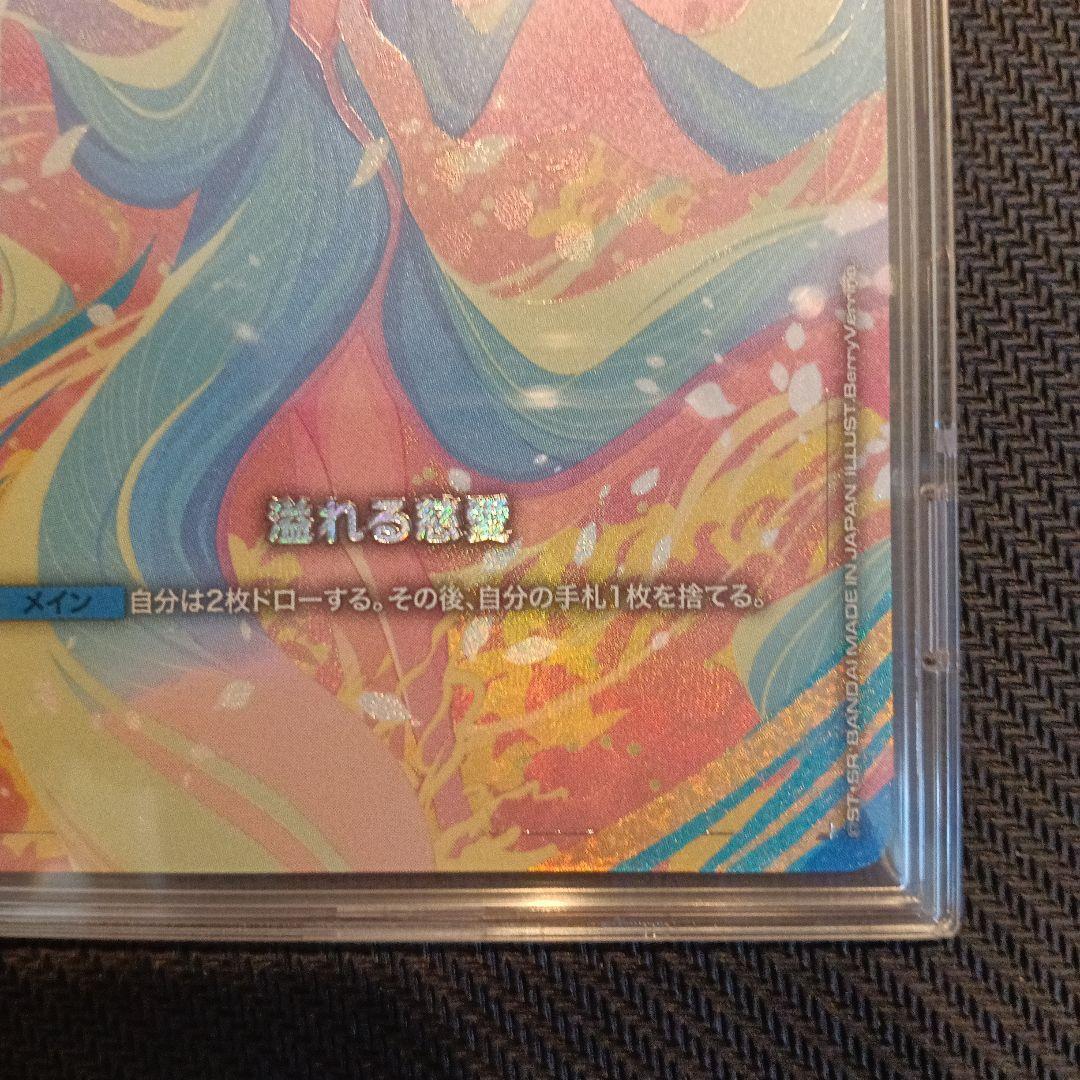 溢れる慈愛
メイン 自分は2枚ドローする。その後、自分の手札1枚を捨てる。
©ST・SR BANDAI MADE IN JAPAN ILLUST.BerryVerrine